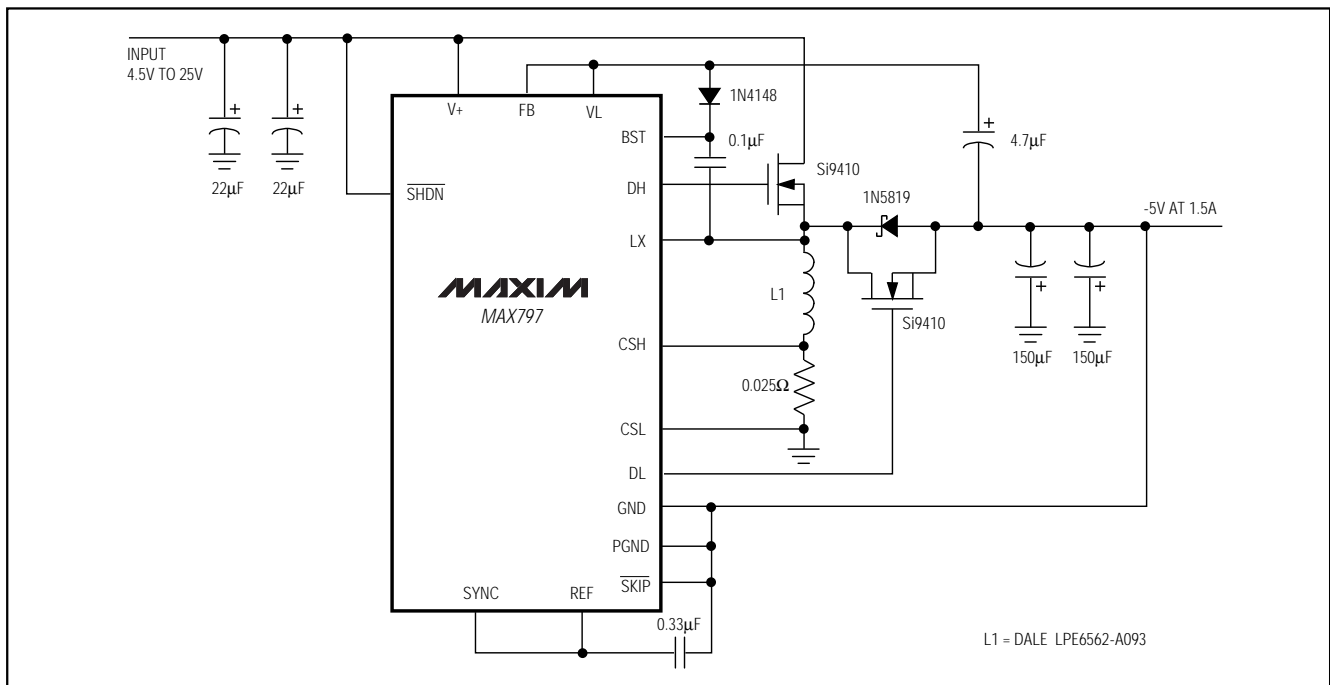 INPUT
4.5V TO 25V
22µF
22µF
V+
FB
VL
BST
DH
LX
CSH
CSL
DL
GND
PGND
SKIP
SHDN
SYNC
REF
MAXIM
MAX797
1N4148
0.1µF
Si9410
4.7µF
1N5819
-5V AT 1.5A
L1
Si9410
0.025Ω
150µF
150µF
0.33µF
L1 = DALE LPE6562-A093
+
+
+
+
+